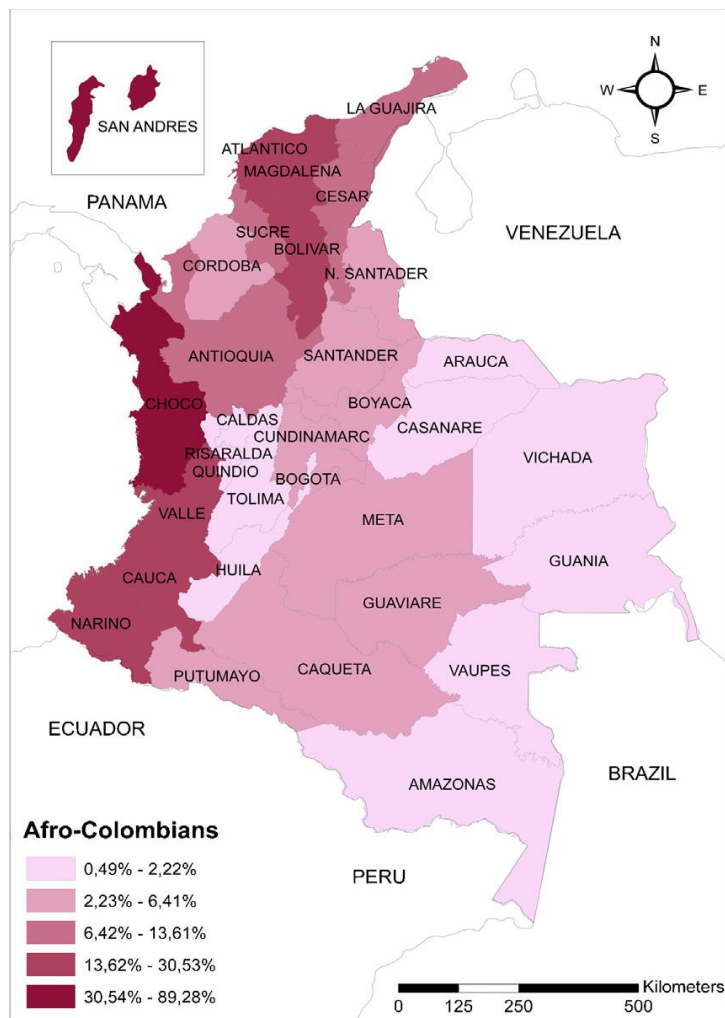 N
W E
S
SAN ANDRES
LA GUAJIRA
ATLANTICO
MAGDALENA
PANAMA
CESAR
SUCRE
VENEZUELA
BOLIVAR
CORDOBA
N. SANTADER
ANTIOQUIA
SANTANDER
ARAUCA
CHOCO
BOYACA
CALDAS
CASANARE
CUNDINAMARC
RISARALDA
VICHADA
QUINDIO
BOGOTA
TOLIMA
VALLE
META
GUANIA
HUILA
CAUCA
GUAVIARE
NARINO
VAUPES
PUTUMAYO
CAQUETA
ECUADOR
BRAZIL
AMAZONAS
PERU
Afro-Colombians
0,49% - 2,22%
2,23% - 6,41%
6,42% - 13,61%
13,62% - 30,53%
30,54% - 89,28%
Kilometers
0 125 250 500